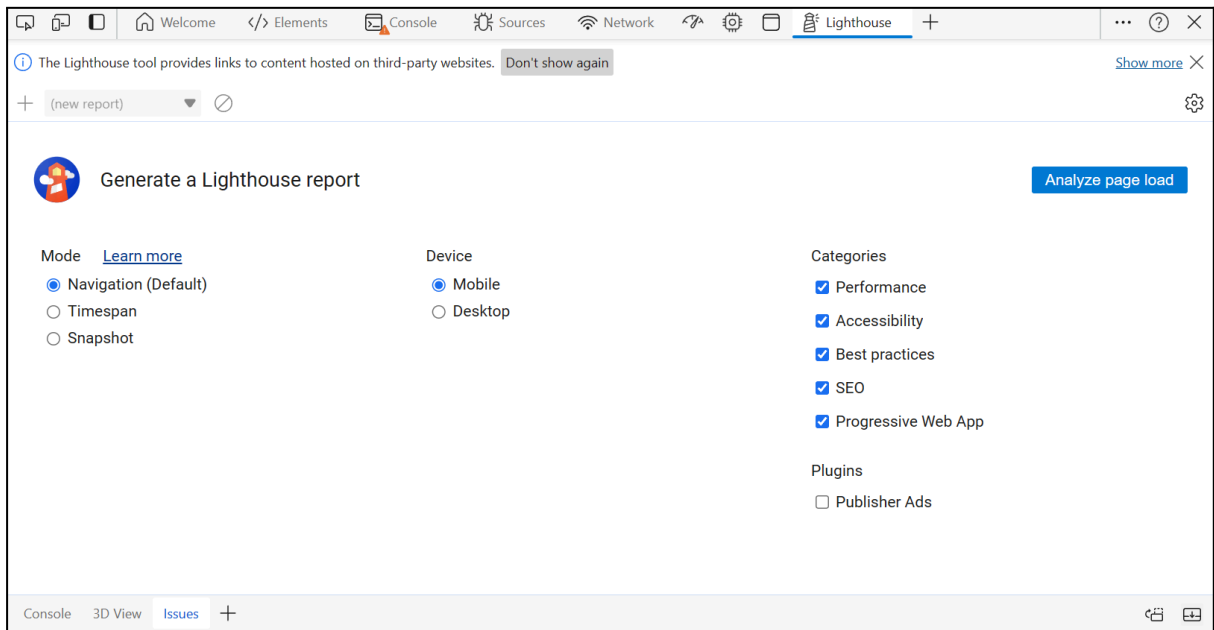 Welcome Elements Console Sources Network Lighthouse
The Lighthouse tool provides links to content hosted on third-party websites. Don't show again Show more
(new report)
Generate a Lighthouse report Analyze page load
Mode Learn more Device Categories
Navigation (Default) Mobile Performance
Timespan Desktop Accessibility
Snapshot Best practices
SEO
Progressive Web App
Plugins
Publisher Ads
Console 3D View Issues